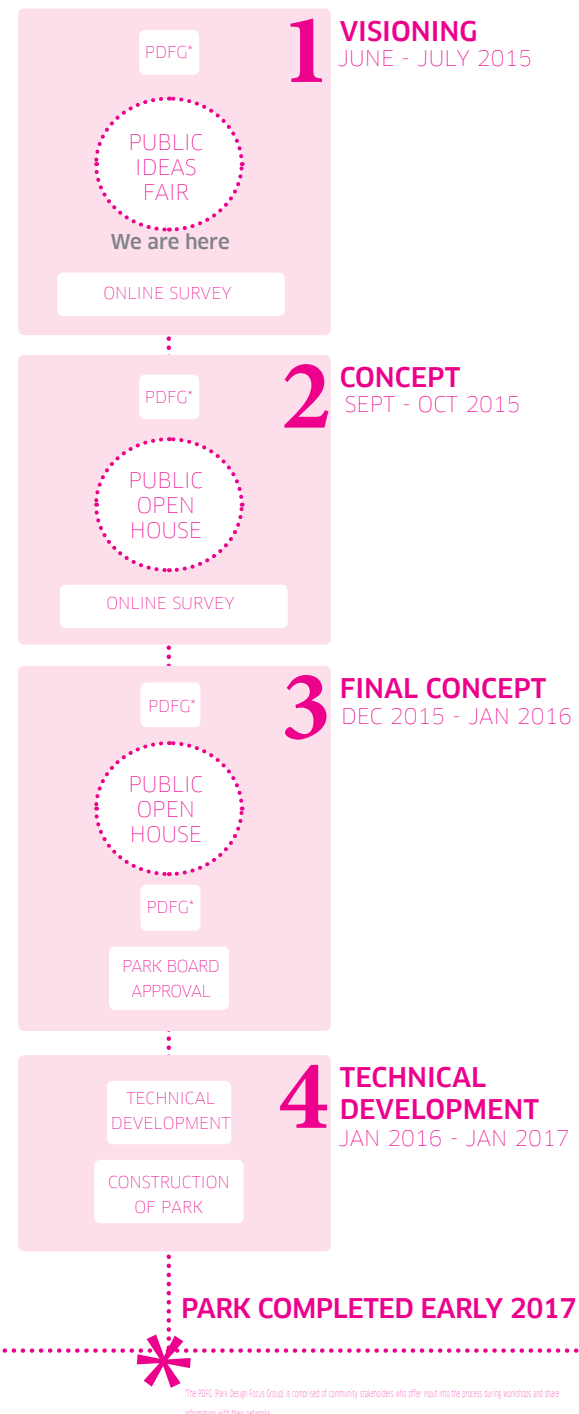 1
VISIONING
JUNE - JULY 2015
PDFG*
PUBLIC
IDEAS
FAIR
We are here
ONLINE SURVEY
2
CONCEPT
SEPT - OCT 2015
PDFG*
PUBLIC
OPEN
HOUSE
ONLINE SURVEY
3
FINAL CONCEPT
DEC 2015 - JAN 2016
PDFG*
PUBLIC
OPEN
HOUSE
PDFG*
PARK BOARD
APPROVAL
4
TECHNICAL
DEVELOPMENT
JAN 2016 - JAN 2017
TECHNICAL
DEVELOPMENT
CONSTRUCTION
OF PARK
PARK COMPLETED EARLY 2017
*
*The PDFG (Park Design Focus Group) is comprised of community stakeholders who offer input into the process during workshops and share
information with their networks